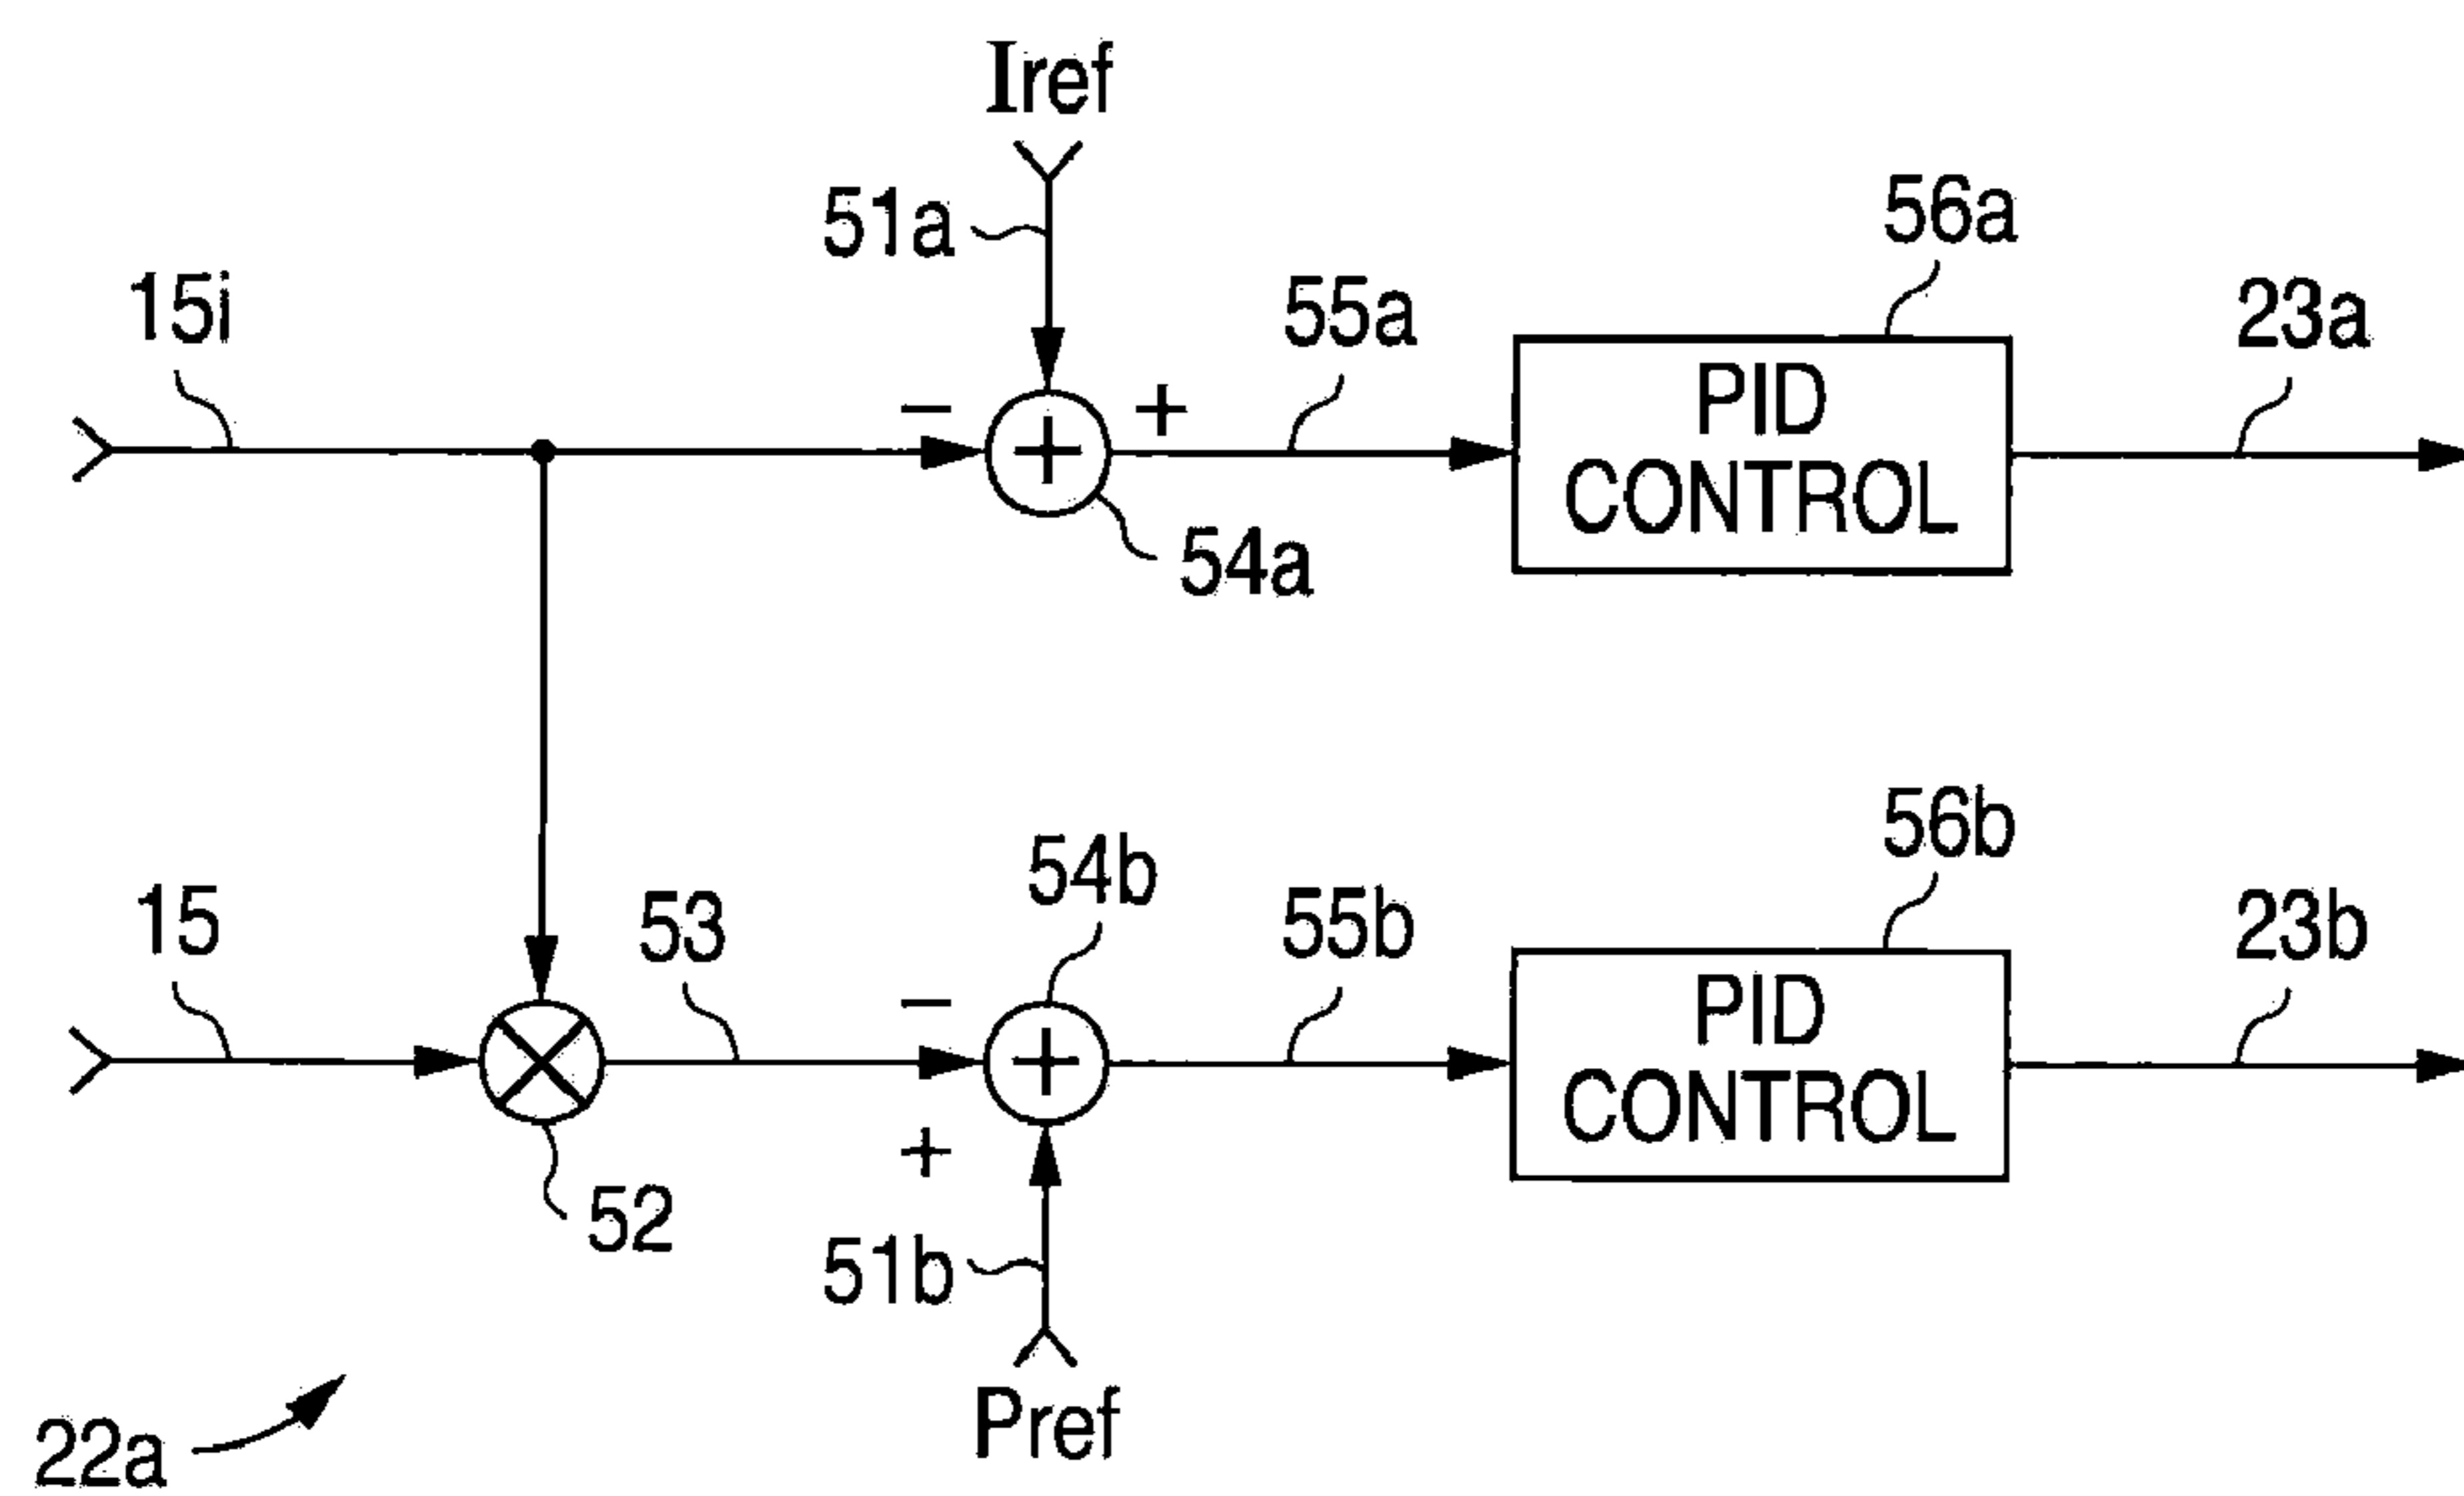 Iref
51a
56a
15i
55a
23a
− +
+
PID
CONTROL
54a
56b
54b
15
53
55b
23b
−
+
PID
CONTROL
+
52
51b
Pref
22a